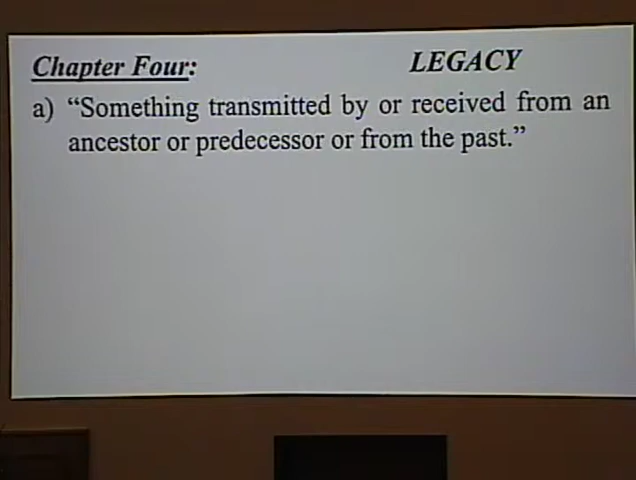 Chapter Four: LEGACY
a) “Something transmitted by or received from an
ancestor or predecessor or from the past.”